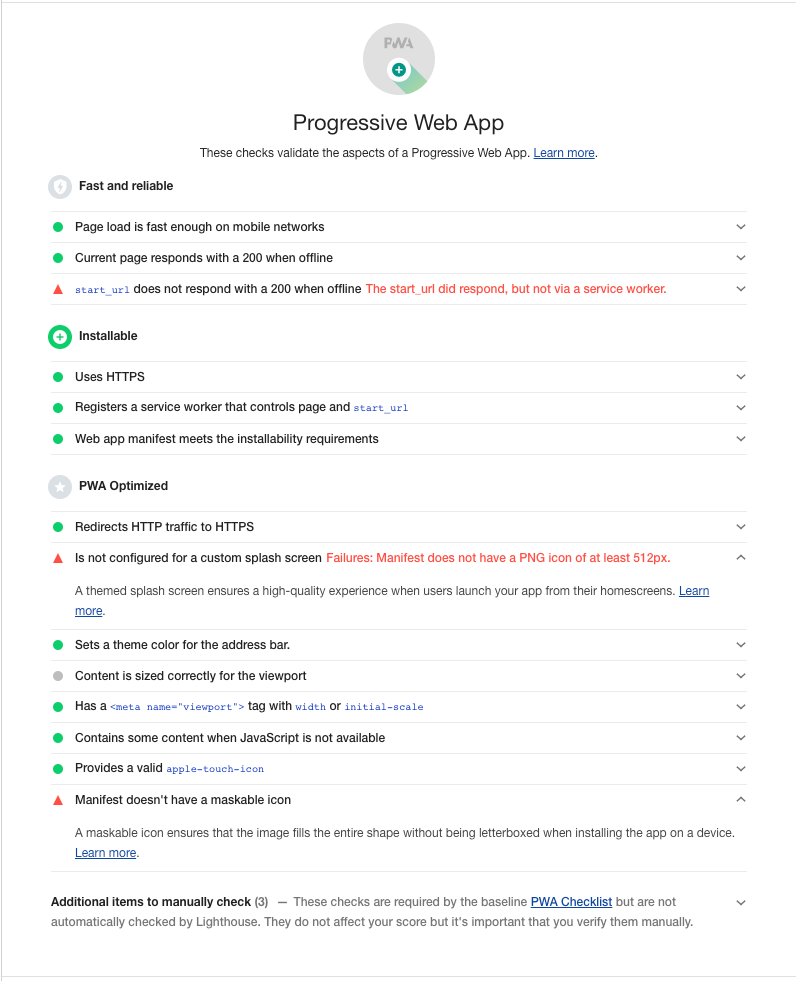 PWA
Progressive Web App
These checks validate the aspects of a Progressive Web App. Learn more.
Fast and reliable
Page load is fast enough on mobile networks
Current page responds with a 200 when offline
start_url does not respond with a 200 when offline The start_url did respond, but not via a service worker.
Installable
Uses HTTPS
Registers a service worker that controls page and start_url
Web app manifest meets the installability requirements
PWA Optimized
Redirects HTTP traffic to HTTPS
Is not configured for a custom splash screen Failures: Manifest does not have a PNG icon of at least 512px.
A themed splash screen ensures a high-quality experience when users launch your app from their homescreens. Learn
more.
Sets a theme color for the address bar.
Content is sized correctly for the viewport
Has a <meta name="viewport"> tag with width or initial-scale
Contains some content when JavaScript is not available
Provides a valid apple-touch-icon
Manifest doesn't have a maskable icon
A maskable icon ensures that the image fills the entire shape without being letterboxed when installing the app on a device.
Learn more.
Additional items to manually check (3) — These checks are required by the baseline PWA Checklist but are not
automatically checked by Lighthouse. They do not affect your score but it's important that you verify them manually.